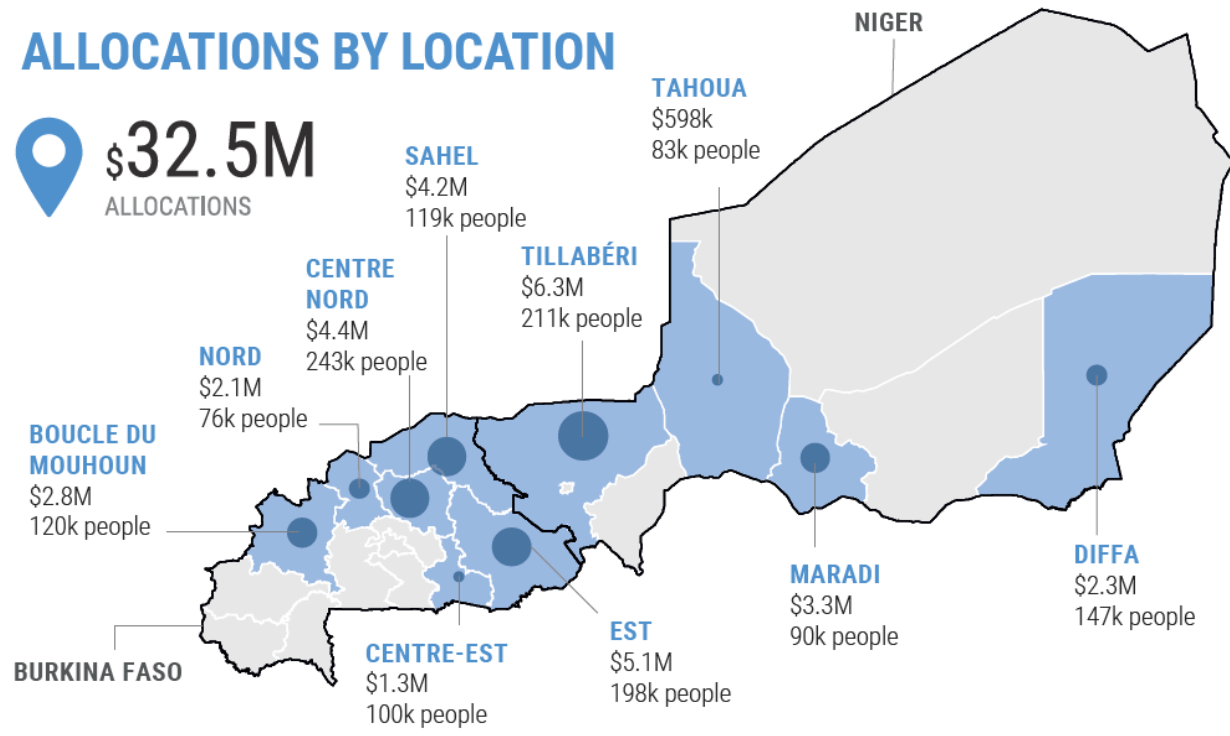 ALLOCATIONS BY LOCATION
$32.5M
ALLOCATIONS
NIGER
TAHOUA
$598k
83k people
SAHEL
$4.2M
119k people
TILLABÉRI
$6.3M
211k people
CENTRE
NORD
$4.4M
243k people
NORD
$2.1M
76k people
BOUCLE DU
MOUHOUN
$2.8M
120k people
BURKINA FASO
CENTRE-EST
$1.3M
100k people
EST
$5.1M
198k people
MARADI
$3.3M
90k people
DIFFA
$2.3M
147k people